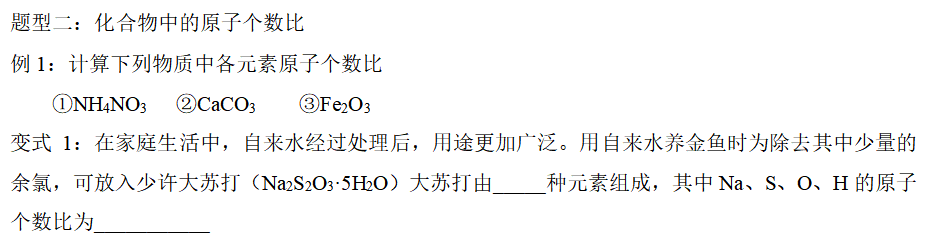 题型二：化合物中的原子个数比
例1：计算下列物质中各元素原子个数比
①NH₄NO₃ ②CaCO₃ ③Fe₂O₃
变式 1：在家庭生活中，自来水经过处理后，用途更加广泛。用自来水养金鱼时为除去其中少量的
余氯，可放入少许大苏打（Na₂S₂O₃·5H₂O）大苏打由_____种元素组成，其中 Na、S、O、H 的原子
个数比为___________